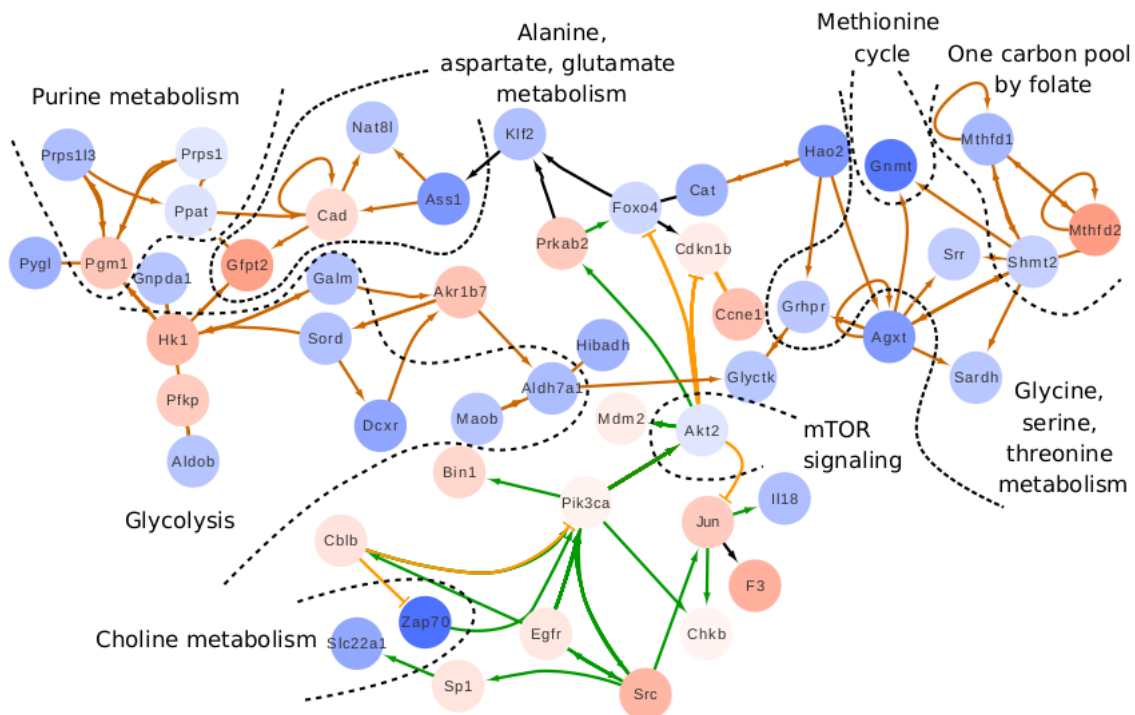 Methionine
cycle
Alanine,
aspartate, glutamate
metabolism
One carbon pool
by folate
Purine metabolism
Prps1l3
Prps1
Nat8l
Klf2
Hao2
Gnmt
Mthfd1
Ppat
Cad
Ass1
Foxo4
Cat
Mthfd2
Pygl
Pgm1
Gnpda1
Gfpt2
Galm
Prkab2
Cdkn1b
Srr
Shmt2
Akr1b7
Ccne1
Grhpr
Agxt
Hk1
Sord
Hibadh
Glyctk
Sardh
Pfkp
Aldh7a1
Maob
Dcxr
Mdm2
Akt2
mTOR
signaling
Glycine,
serine,
threonine
metabolism
Aldob
Bin1
Pik3ca
Il18
Jun
Glycolysis
Cblb
F3
Choline metabolism
Zap70
Slc22a1
Egfr
Chkb
Sp1
Src